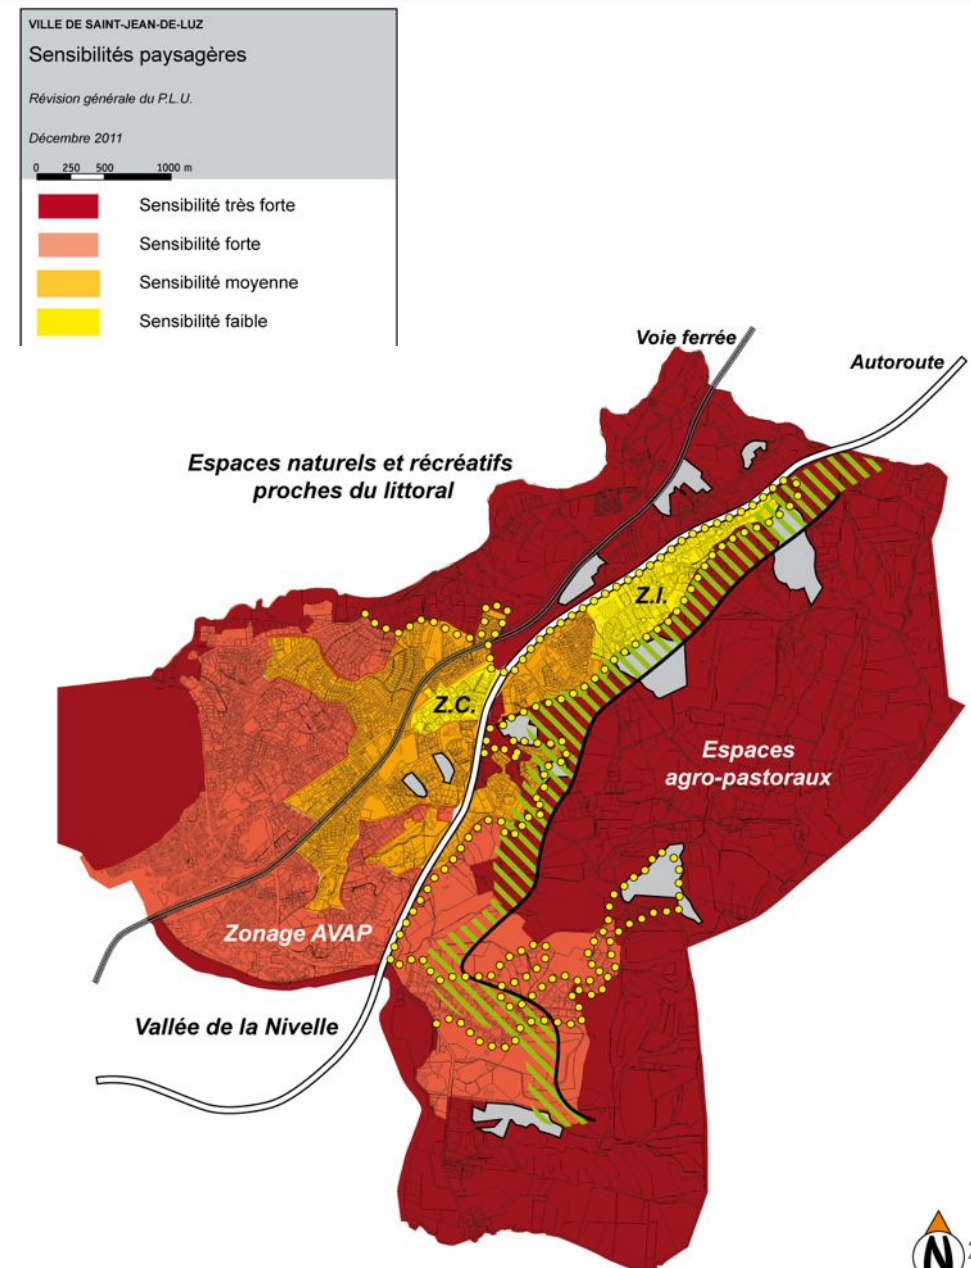 VILLE DE SAINT-JEAN-DE-LUZ
Sensibilités paysagères
Révision générale du P.L.U.
Décembre 2011
0 250 500 1000 m
Sensibilité très forte
Sensibilité forte
Sensibilité moyenne
Sensibilité faible
Voie ferrée
Autoroute
Espaces naturels et récréatifs
proches du littoral
Z.I.
Z.C.
Espaces
agro-pastoraux
Zonage AVAP
Vallée de la Nivelle
N